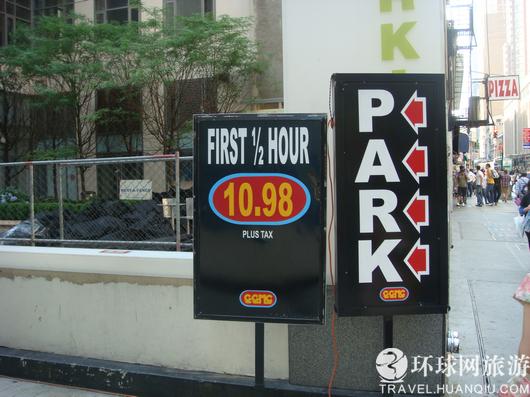 FIRST 1/2 HOUR
10.98
PLUS TAX
GGMC
PARK
GGMC
RK
PIZZA
环球网旅游
TRAVEL.HUANQIU.COM